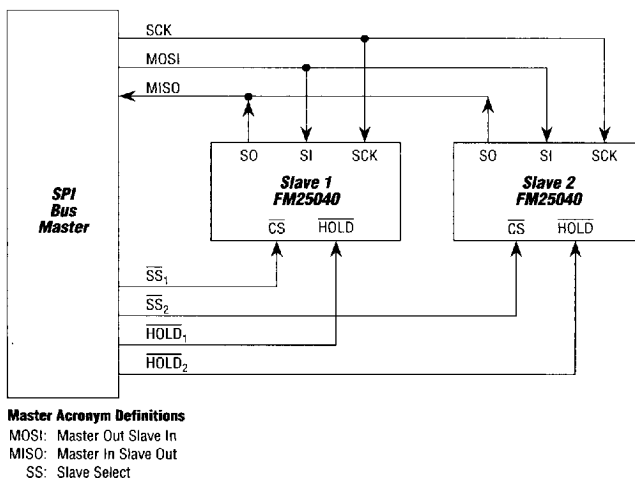 SCK
MOSI
MISO
SO SI SCK
Slave 1
FM25040
CS HOLD
SO SI SCK
Slave 2
FM25040
CS HOLD
SPI
Bus
Master
SS1
SS2
HOLD1
HOLD2
Master Acronym Definitions
MOSI: Master Out Slave In
MISO: Master In Slave Out
SS: Slave Select